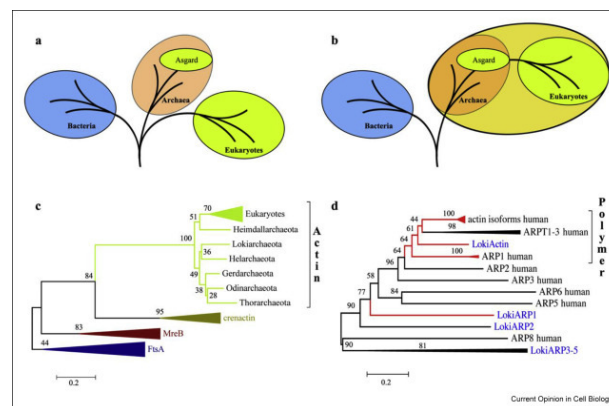 a
Asgard
Archaea
Bacteria
Eukaryotes
b
Asgard
Archaea
Eukaryotes
Bacteria
c
70
Eukaryotes
51
Heimdallarchaeota
100
Lokiarchaeota
36
Helarchaeota
84
49
Gerdarchaeota
38
Odinarchaeota
28
Thorarchaeota
Actin
95
crenactin
83
MreB
44
FtsA
0.2
d
100
actin isoforms human
44
98
ARPT1-3 human
61
LokiActin
64
100
ARP1 human
64
ARP2 human
96
ARP3 human
58
ARP6 human
84
ARP5 human
77
LokiARP1
90
LokiARP2
ARP8 human
90
81
LokiARP3-5
Polymer
0.2
Current Opinion in Cell Biology